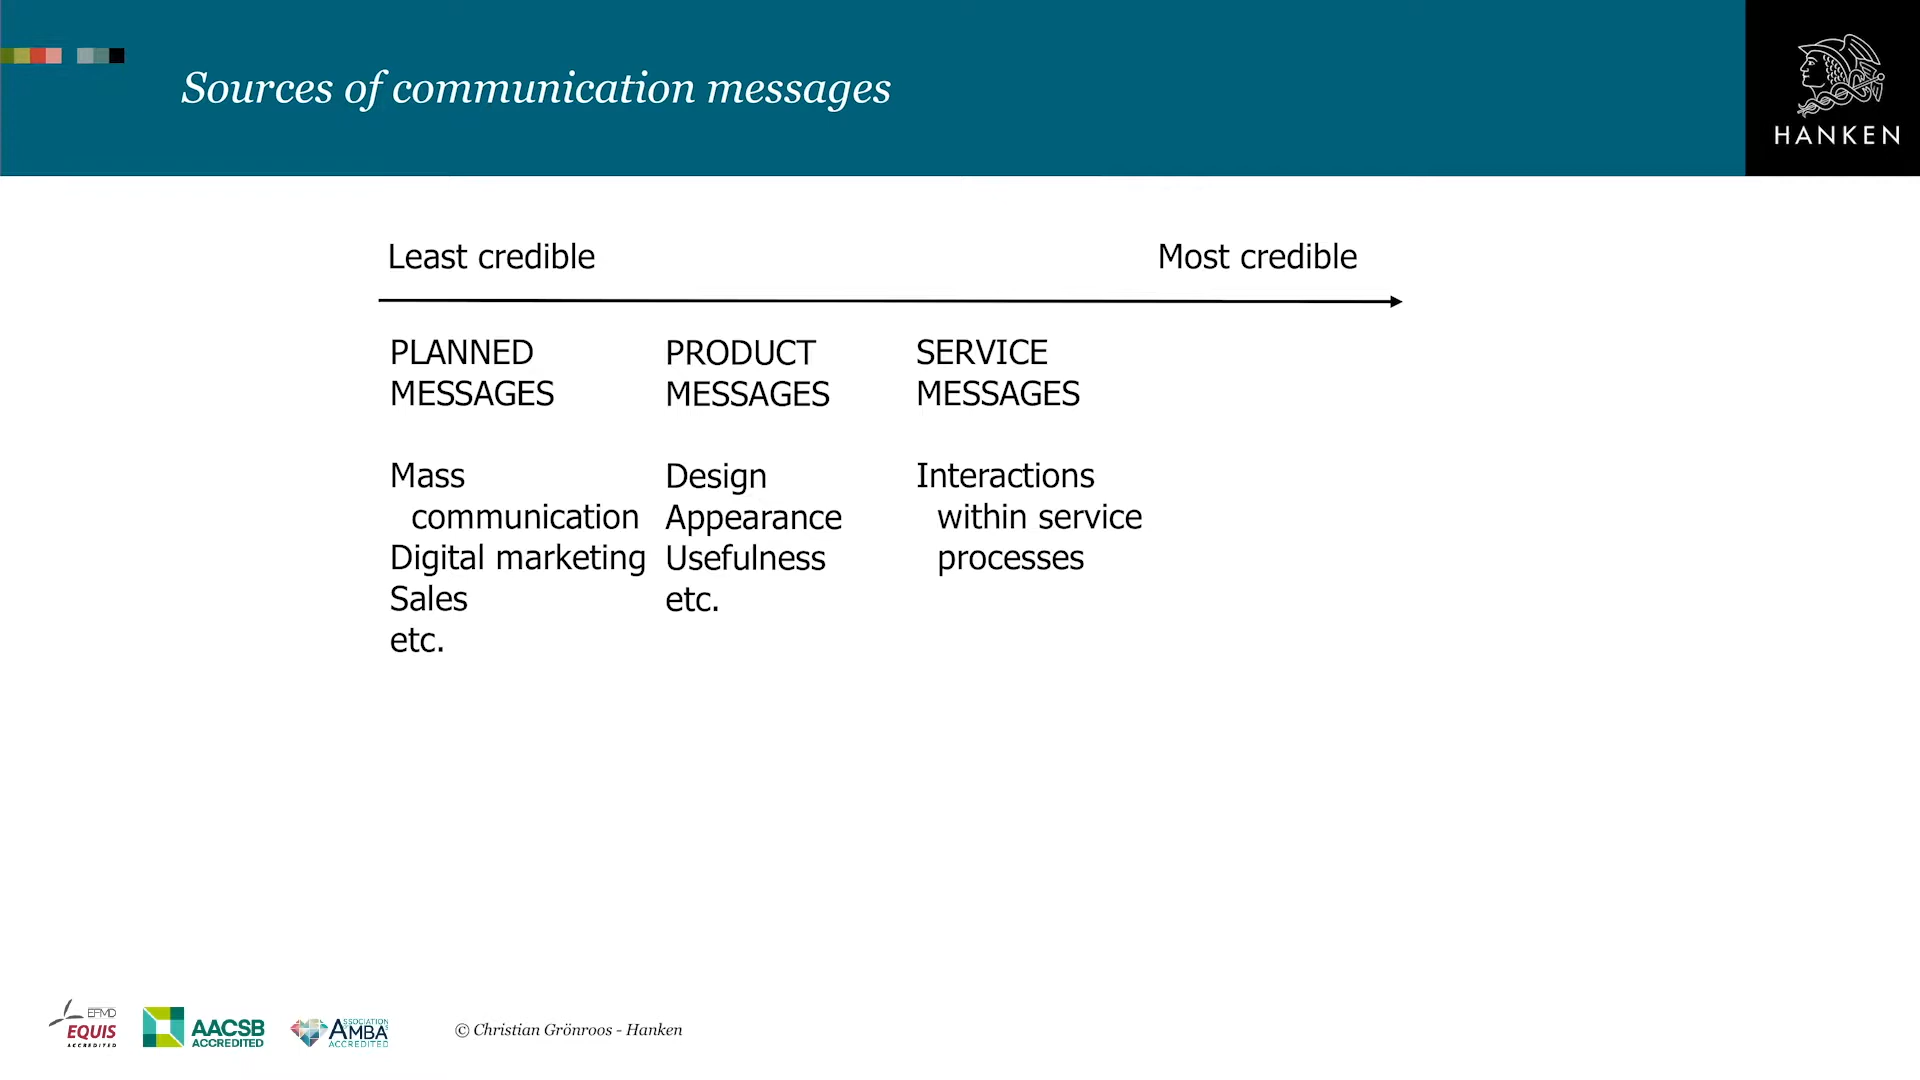 Sources of communication messages
HANKEN
Least credible
Most credible
PLANNED
MESSAGES
Mass
communication
Digital marketing
Sales
etc.
PRODUCT
MESSAGES
Design
Appearance
Usefulness
etc.
SERVICE
MESSAGES
Interactions
within service
processes
EFMD
EQUIS
ACCREDITED
AACSB
ACCREDITED
ASSOCIATION
AMBA
ACCREDITED
© Christian Grönroos - Hanken